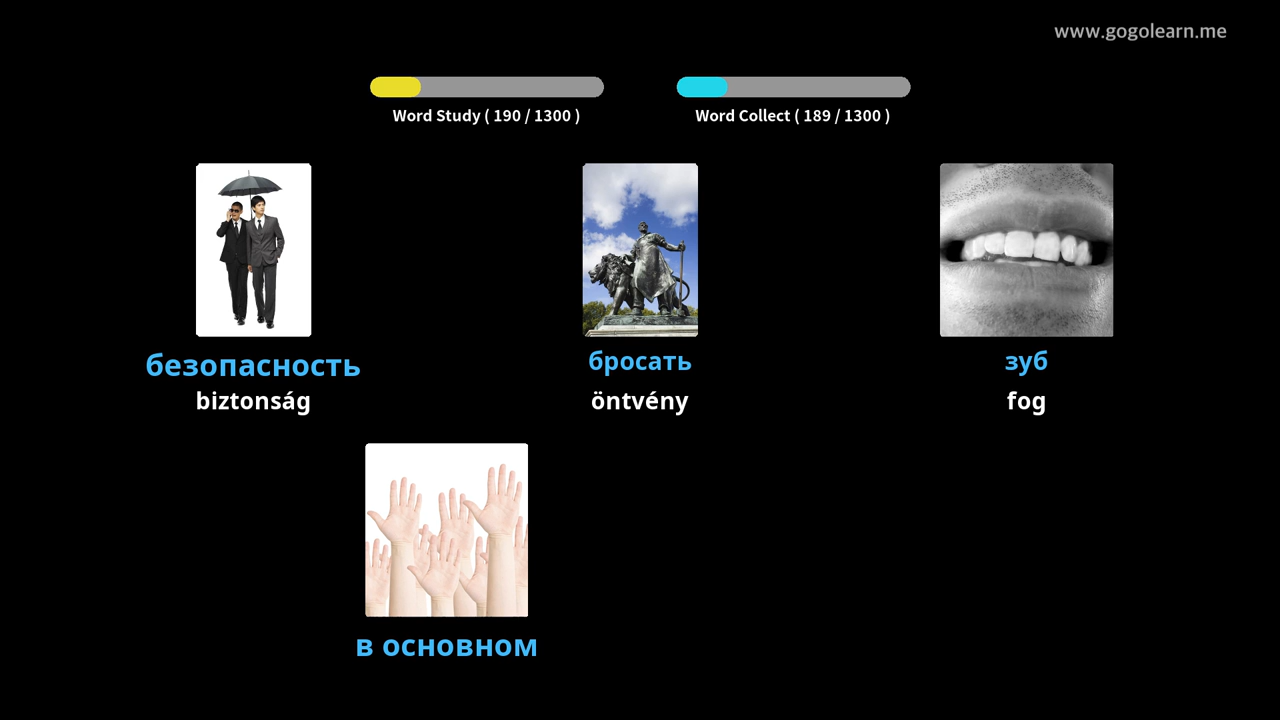 www.gogolearn.me
Word Study ( 190 / 1300 )
Word Collect ( 189 / 1300 )
безопасность
biztonság
бросать
öntvény
зуб
fog
в основном